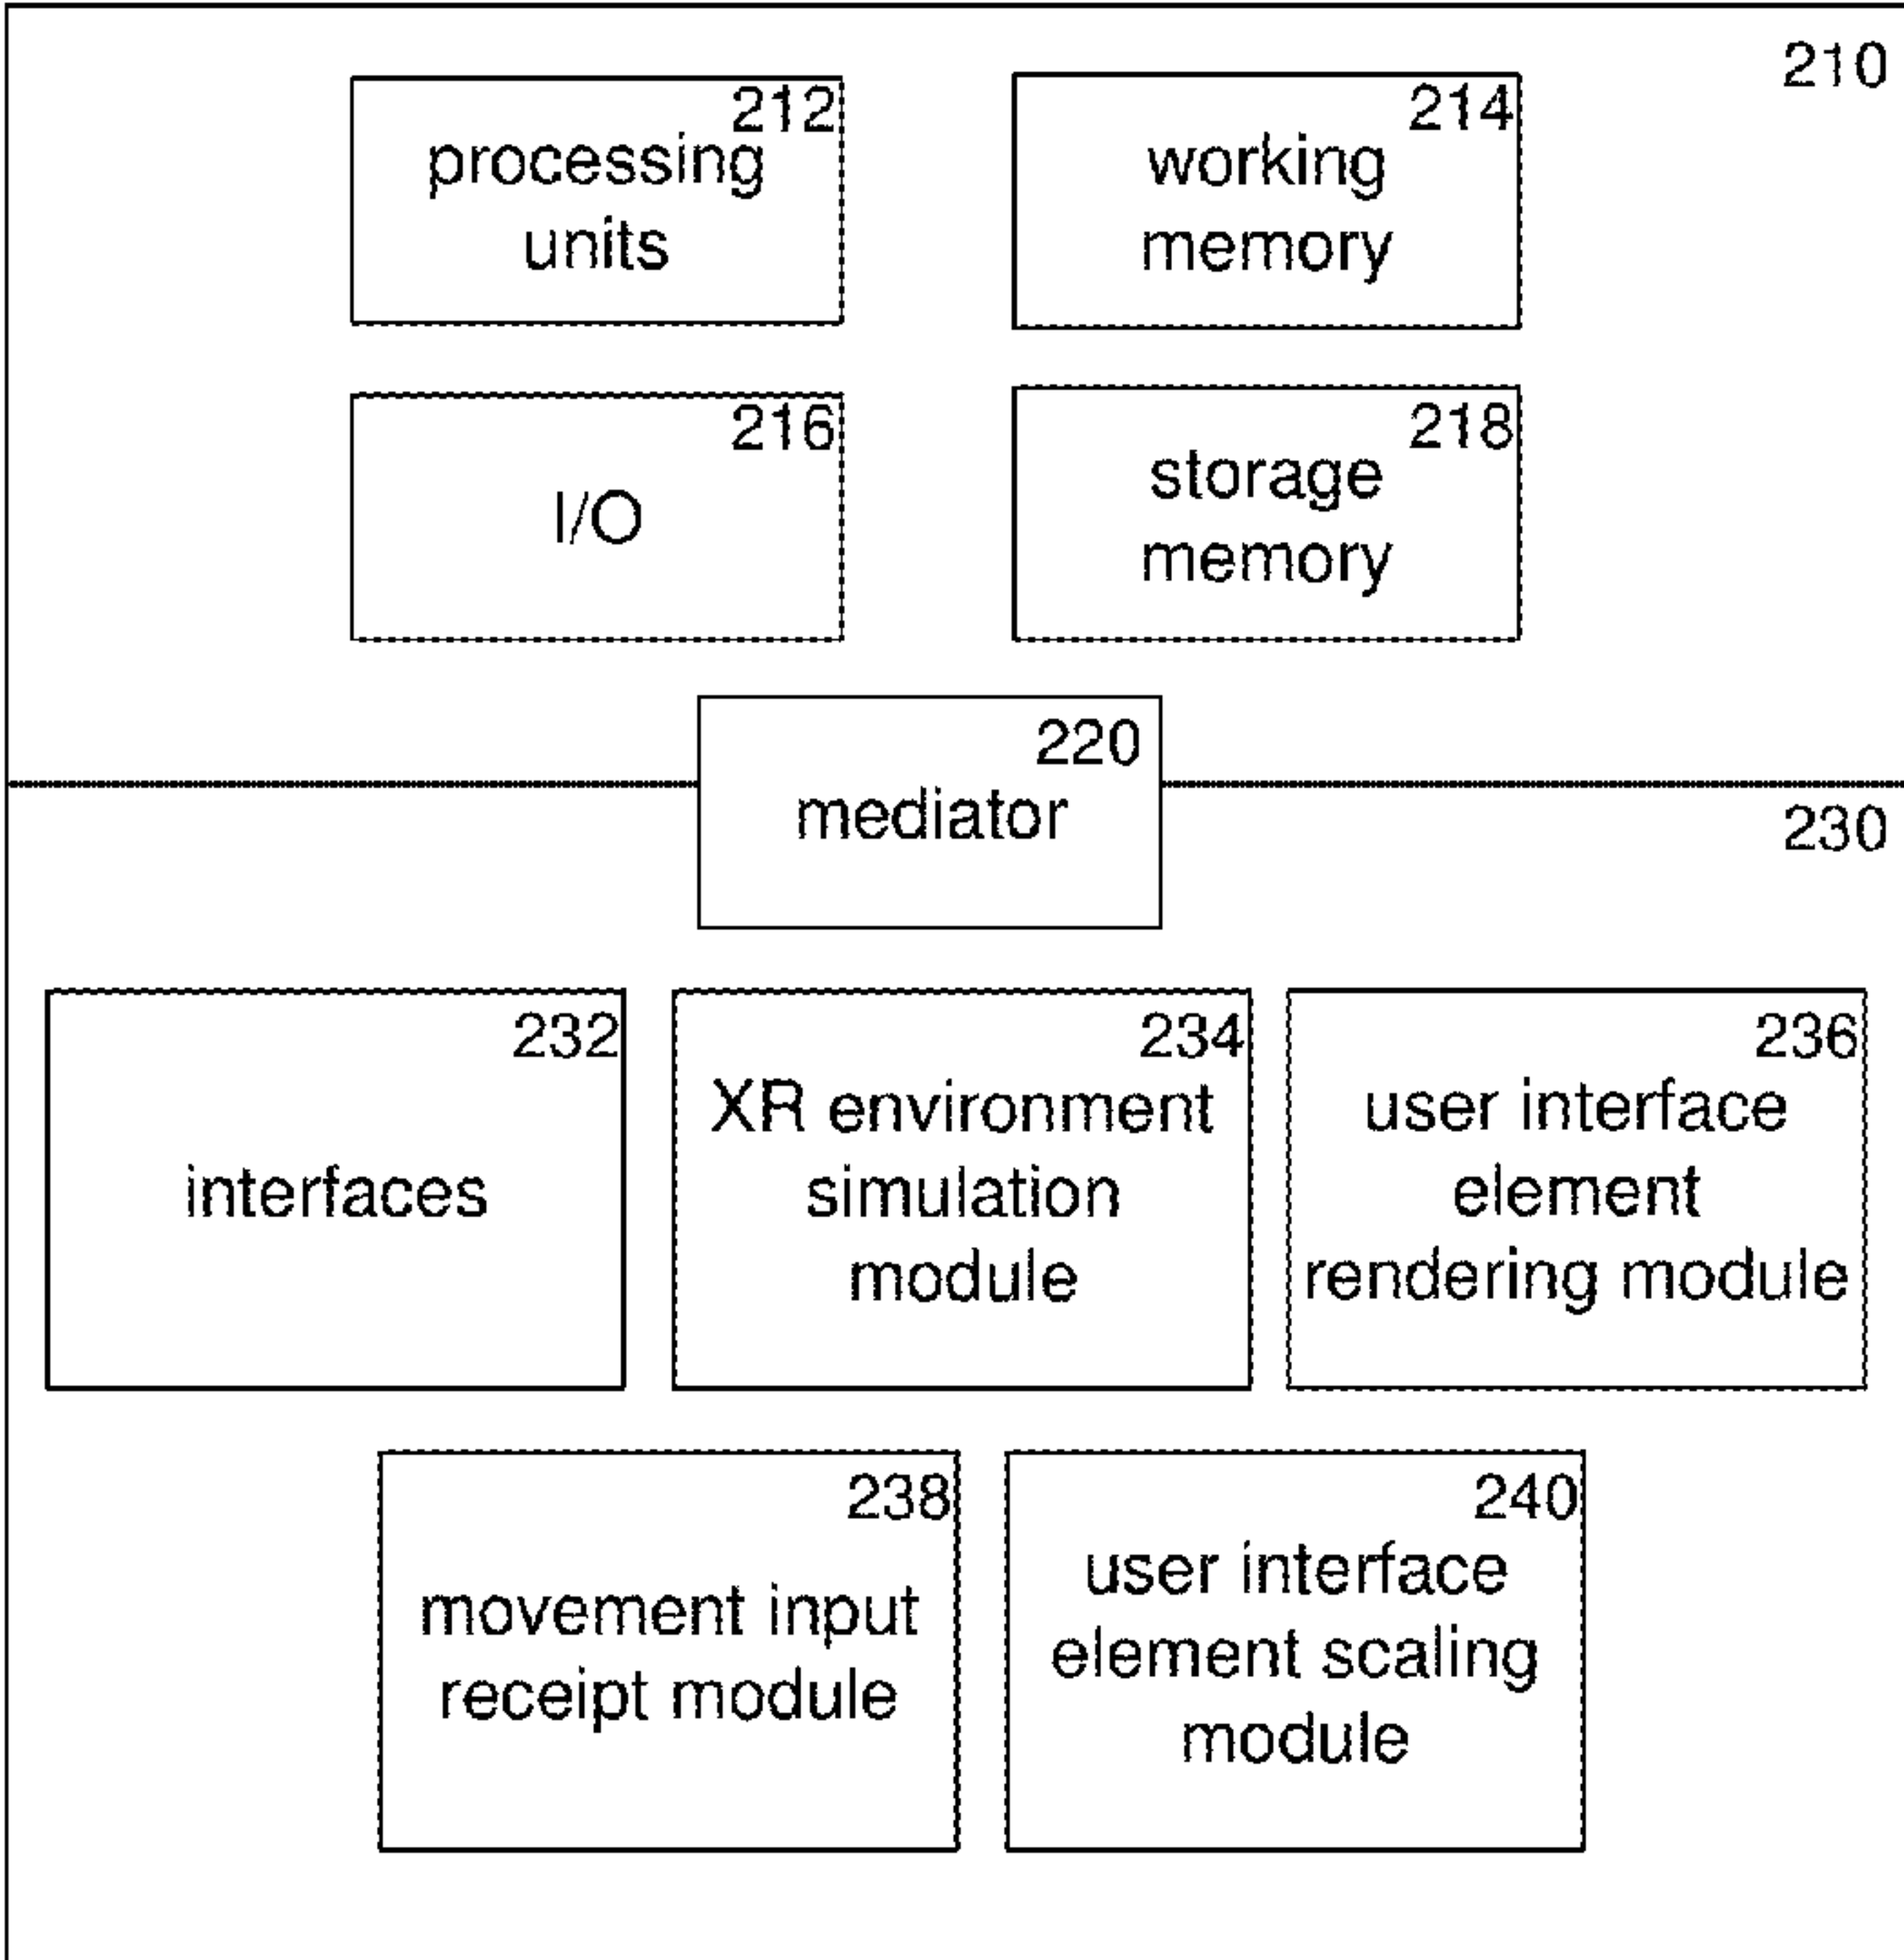 210
212
processing
units
214
working
memory
216
I/O
218
storage
memory
220
mediator
230
232
interfaces
234
XR environment
simulation
module
236
user interface
element
rendering module
238
movement input
receipt module
240
user interface
element scaling
module